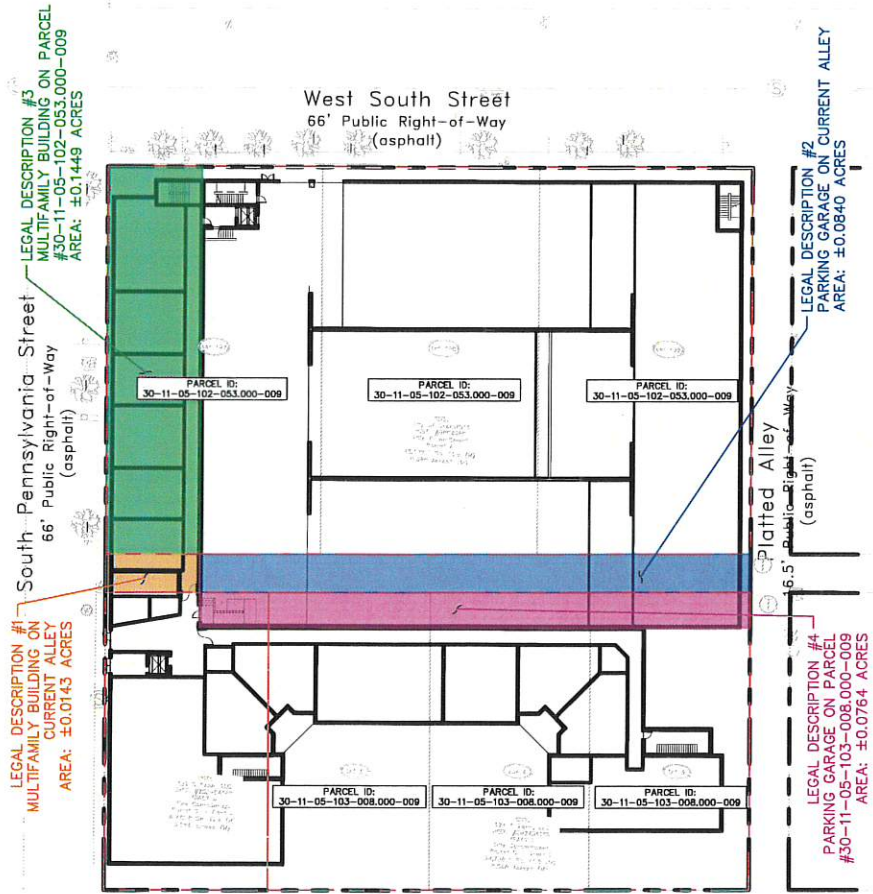 LEGAL DESCRIPTION #3
MULTIFAMILY BUILDING ON PARCEL
#30-11-05-102-053.000-009
AREA: ±0.1449 ACRES
South Pennsylvania Street
66' Public Right-of-Way
(asphalt)
West South Street
66' Public Right-of-Way
(asphalt)
LEGAL DESCRIPTION #2
PARKING GARAGE ON CURRENT ALLEY
AREA: ±0.0840 ACRES
PARCEL ID:
30-11-05-102-053.000-009
PARCEL ID:
30-11-05-102-053.000-009
PARCEL ID:
30-11-05-102-053.000-009
Platted Alley
16.5' Public Right-of-Way
(asphalt)
LEGAL DESCRIPTION #1
MULTIFAMILY BUILDING ON
CURRENT ALLEY
AREA: ±0.0143 ACRES
LEGAL DESCRIPTION #4
PARKING GARAGE ON PARCEL
#30-11-05-103-008.000-009
AREA: ±0.0764 ACRES
PARCEL ID:
30-11-05-103-008.000-009
PARCEL ID:
30-11-05-103-008.000-009
PARCEL ID:
30-11-05-103-008.000-009